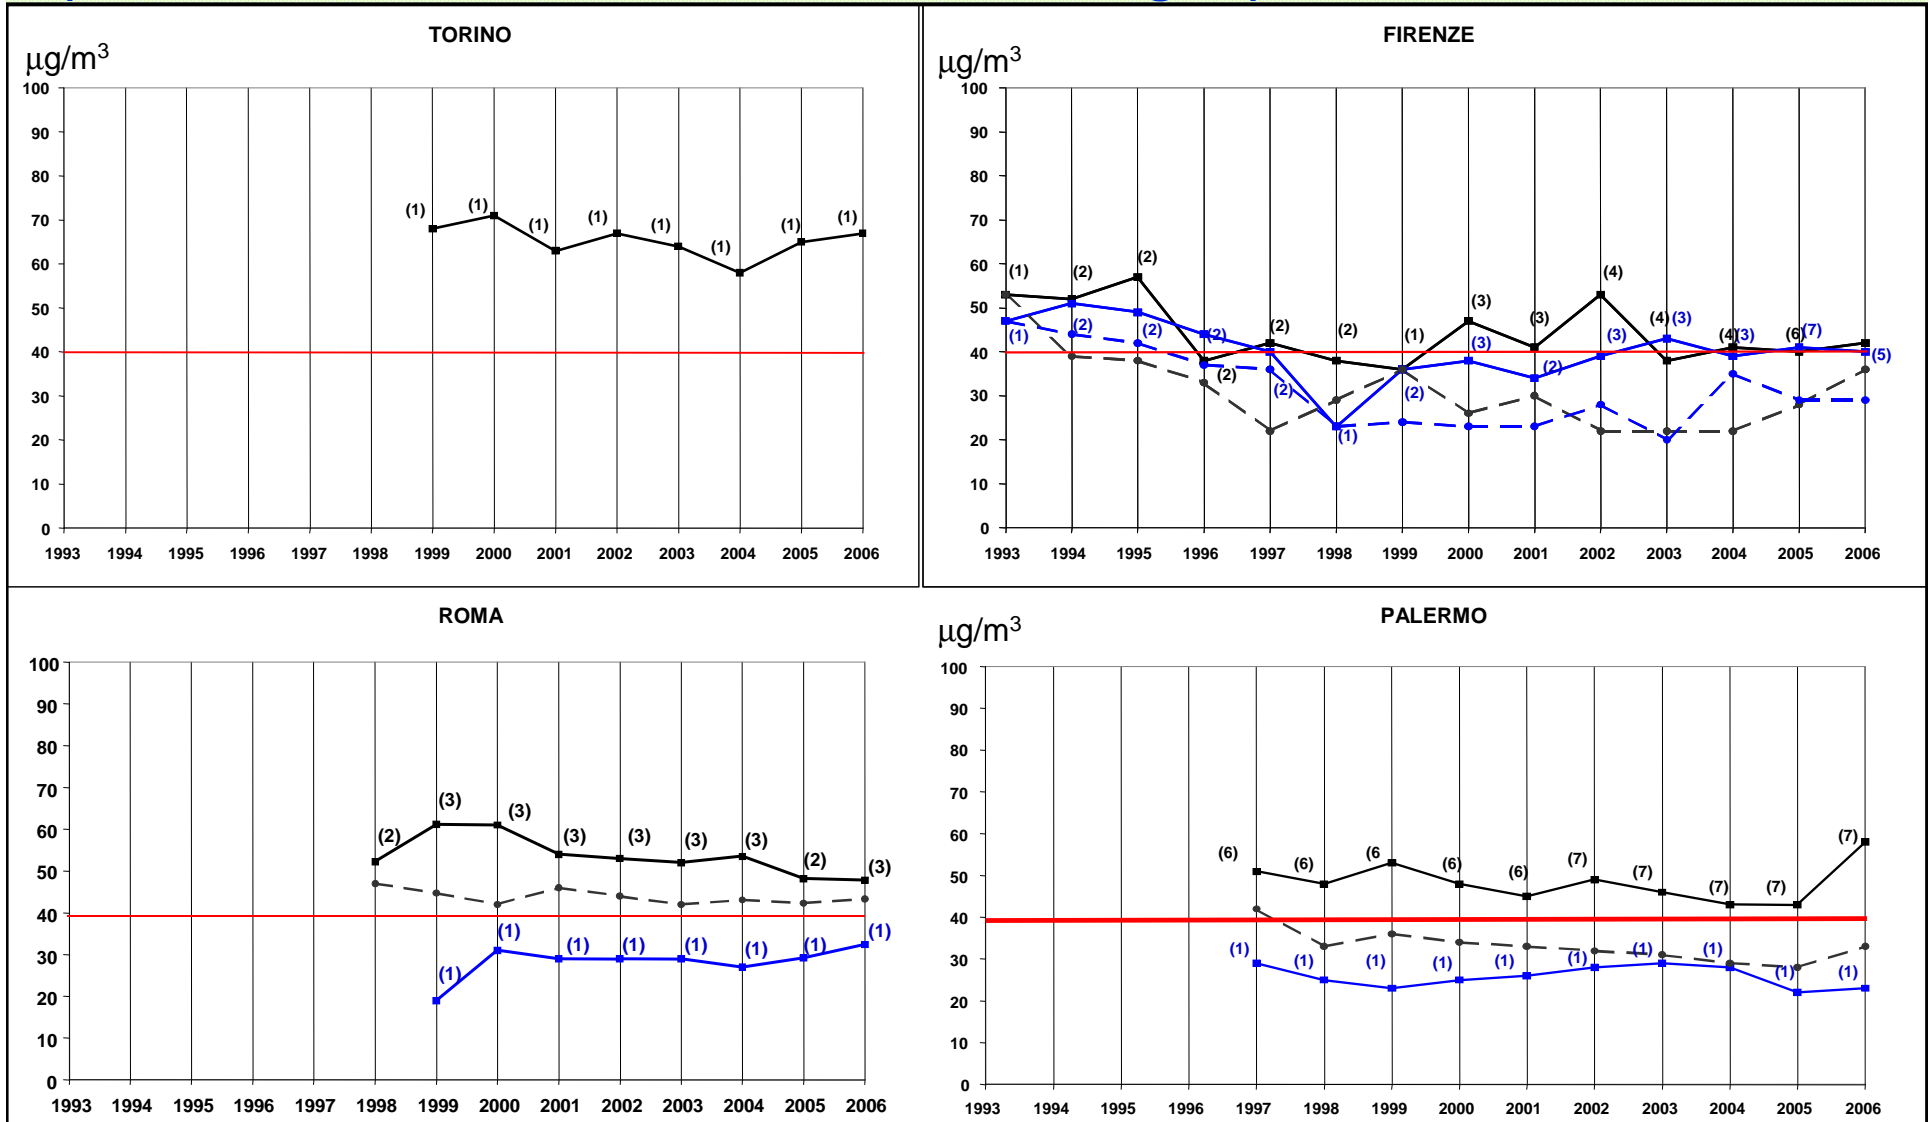 TORINO
μg/m³
100
90
80
70
60
50
40
30
20
10
0
(1) (1) (1) (1) (1) (1) (1) (1)
1993 1994 1995 1996 1997 1998 1999 2000 2001 2002 2003 2004 2005 2006
FIRENZE
μg/m³
100
90
80
70
60
50
40
30
20
10
0
(1) (2) (2) (2) (2) (2) (1) (3) (3) (4) (4) (4) (6)
(1) (2) (2) (2) (2) (1) (2) (3) (2) (3) (3) (3) (7) (5)
1993 1994 1995 1996 1997 1998 1999 2000 2001 2002 2003 2004 2005 2006
ROMA
100
90
80
70
60
50
40
30
20
10
0
(2) (3) (3) (3) (3) (3) (3) (2) (3)
(1) (1) (1) (1) (1) (1) (1) (1)
1993 1994 1995 1996 1997 1998 1999 2000 2001 2002 2003 2004 2005 2006
PALERMO
μg/m³
100
90
80
70
60
50
40
30
20
10
0
(6) (6) (6 (6) (6) (7) (7) (7) (7) (7)
(1) (1) (1) (1) (1) (1) (1) (1) (1) (1)
1993 1994 1995 1996 1997 1998 1999 2000 2001 2002 2003 2004 2005 2006